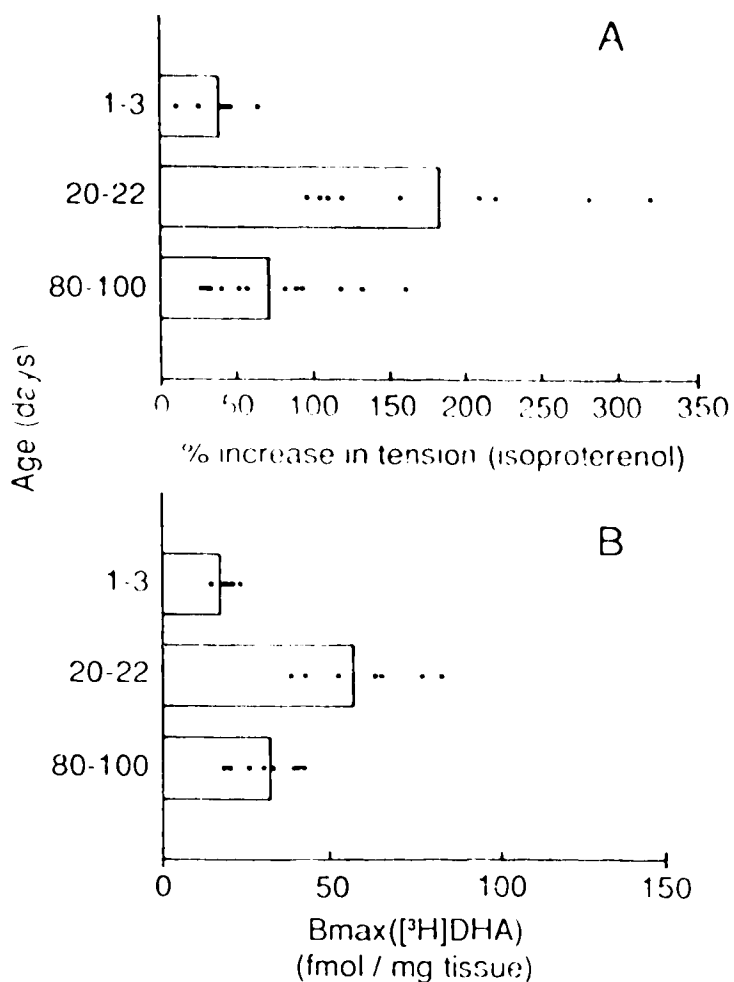 A
1-3
20-22
80-100
0 50 100 150 200 250 300 350
% increase in tension (isoproterenol)
Age (days)
B
1-3
20-22
80-100
0 50 100 150
Bmax([³H]DHA)
(fmol / mg tissue)